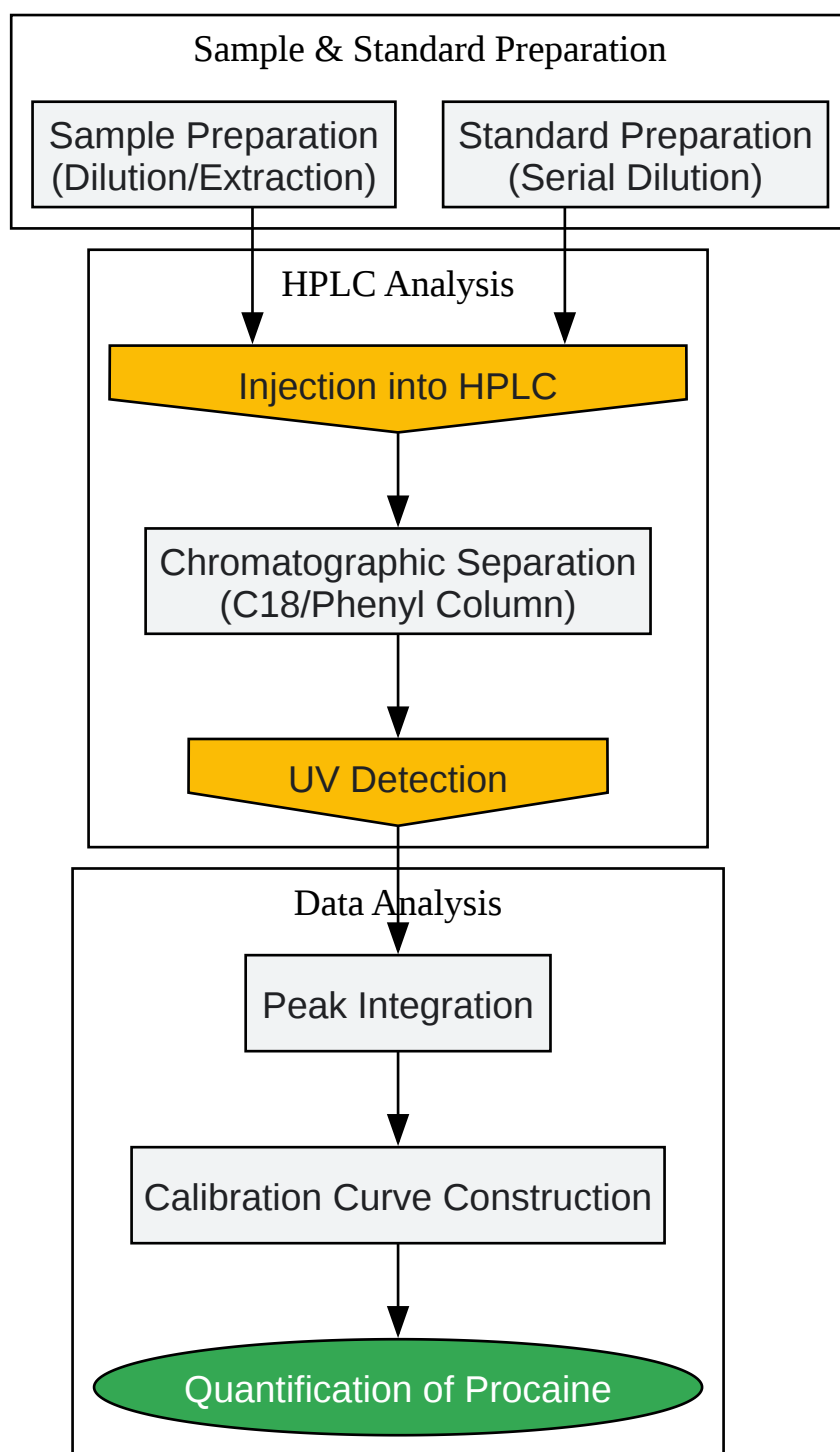 Sample & Standard Preparation
Sample Preparation
(Dilution/Extraction)
Standard Preparation
(Serial Dilution)
HPLC Analysis
Injection into HPLC
Chromatographic Separation
(C18/Phenyl Column)
UV Detection
Data Analysis
Peak Integration
Calibration Curve Construction
Quantification of Procaine